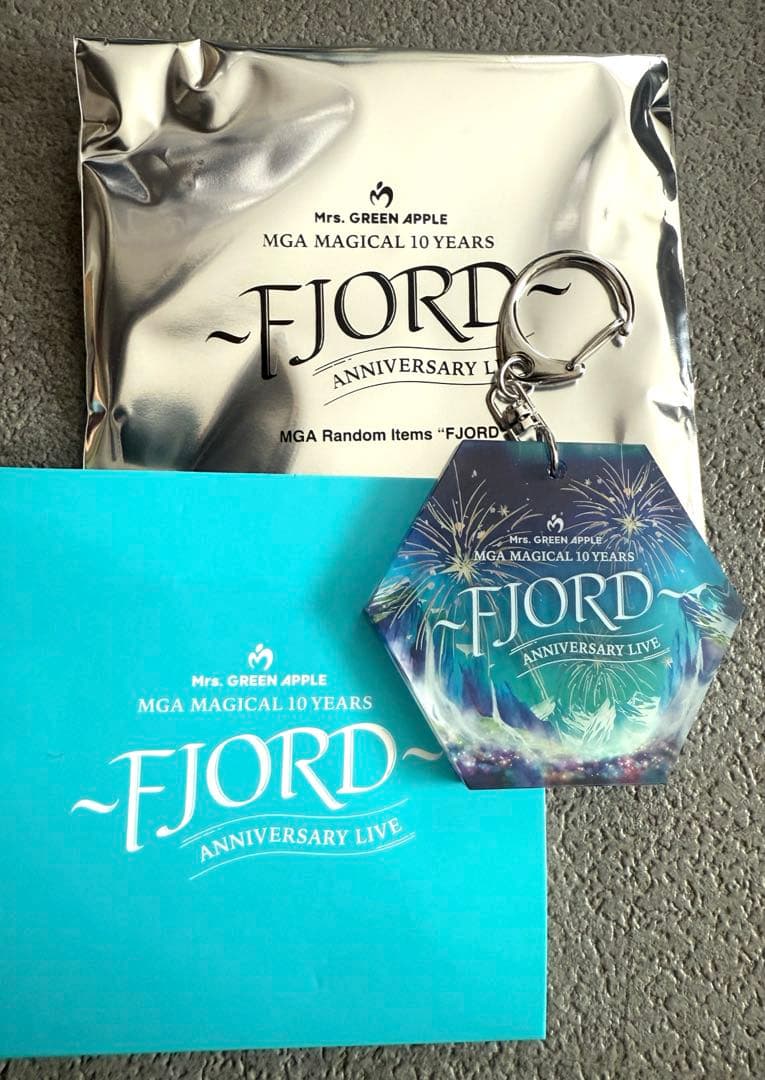 Mrs. GREEN APPLE
MGA MAGICAL 10 YEARS
~FJORD~
ANNIVERSARY
MGA Random Items “FJORD
Mrs. GREEN APPLE
MGA MAGICAL 10 YEARS
~FJORD~
ANNIVERSARY LIVE
Mrs. GREEN APPLE
MGA MAGICAL 10 YEARS
~FJORD~
ANNIVERSARY LIVE